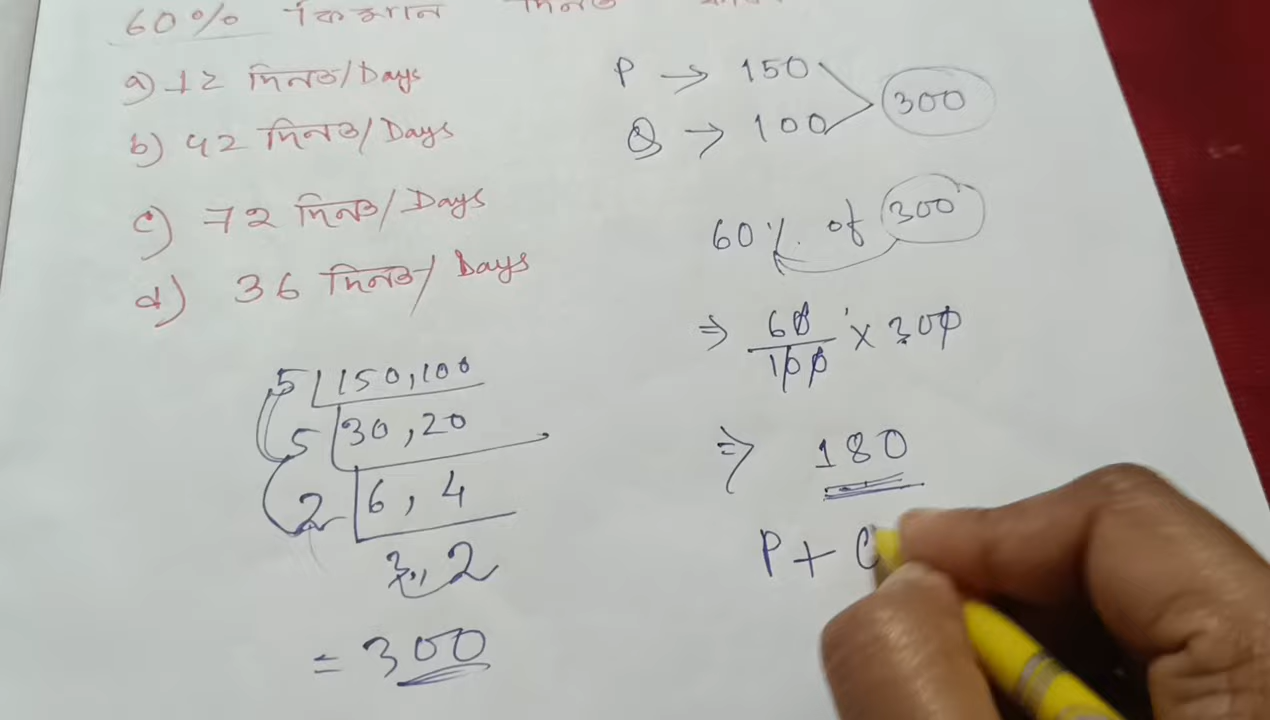 60% কিমান দিনত
a) 12 দিনত/Days
b) 42 দিনত/Days
c) 72 দিনত/Days
d) 36 দিনত/Days
P → 150
Q → 100
300
60% of 300
⇒ 60/100 × 300
⇒ 180
P + Q
5 | 150, 100
5 | 30, 20
2 | 6, 4
3, 2
= 300